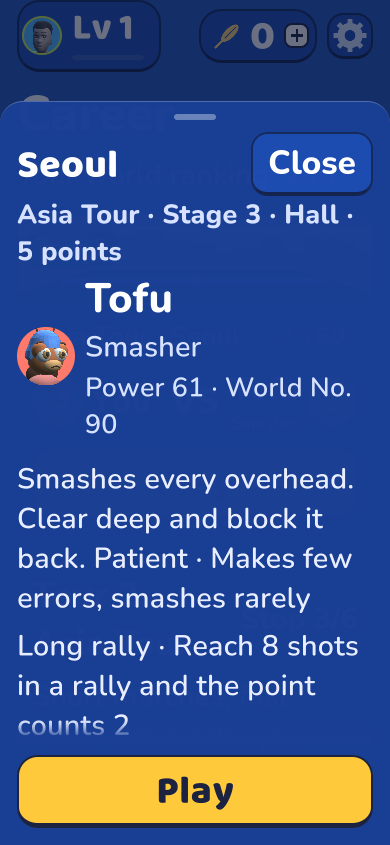 Lv 1
0
Career
Seoul
Close
Asia Tour · Stage 3 · Hall ·
5 points
Tofu
Smasher
Power 61 · World No.
90
Smashes every overhead.
Clear deep and block it
back. Patient · Makes few
errors, smashes rarely
Long rally · Reach 8 shots
in a rally and the point
counts 2
Play